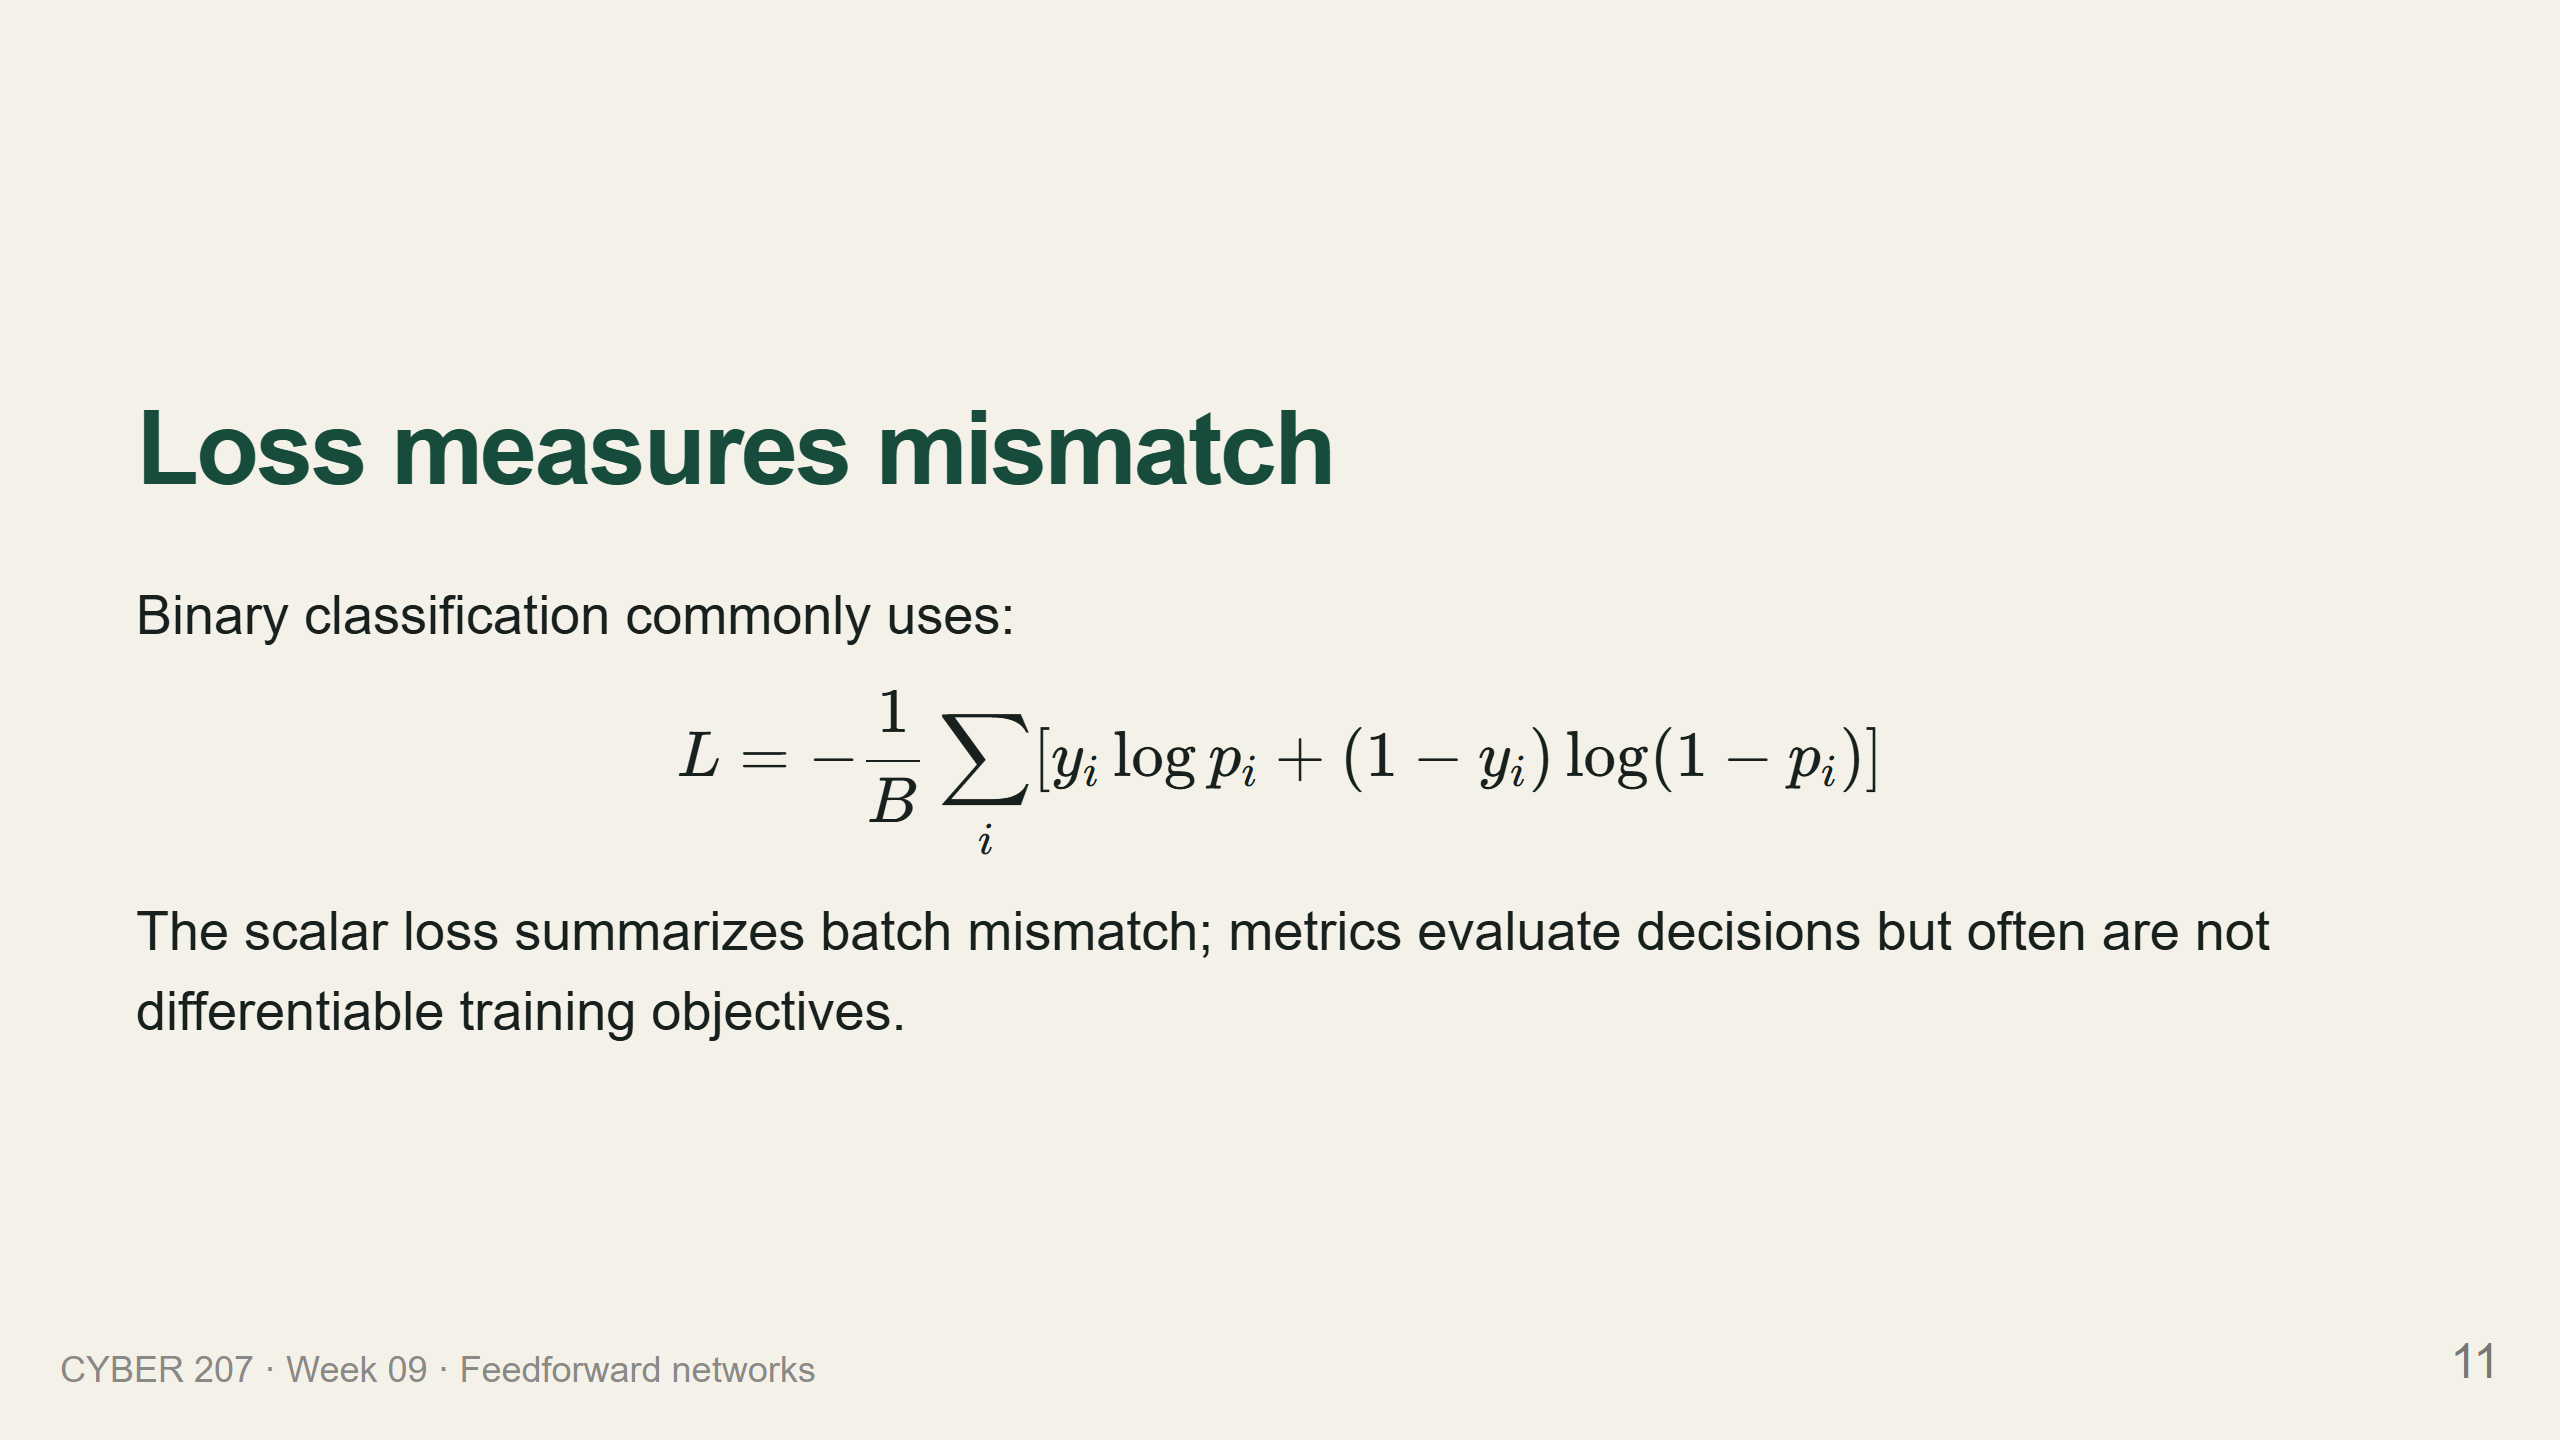 Loss measures mismatch
Binary classification commonly uses:
L = −\frac{1}{B} \sum_{i} [y_i log p_i + (1 − y_i) log(1 − p_i)]
The scalar loss summarizes batch mismatch; metrics evaluate decisions but often are not
differentiable training objectives.
CYBER 207 · Week 09 · Feedforward networks
11